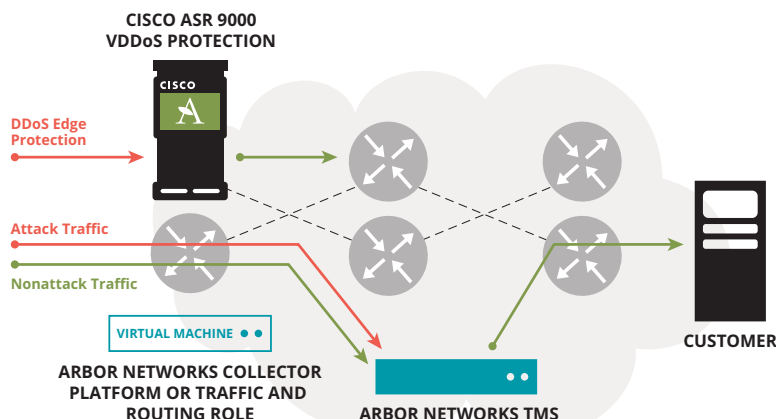 CISCO ASR 9000
VDDoS PROTECTION
CISCO
A
DDoS Edge
Protection
Attack Traffic
Nonattack Traffic
VIRTUAL MACHINE
CUSTOMER
ARBOR NETWORKS COLLECTOR
PLATFORM OR TRAFFIC AND
ROUTING ROLE
ARBOR NETWORKS TMS